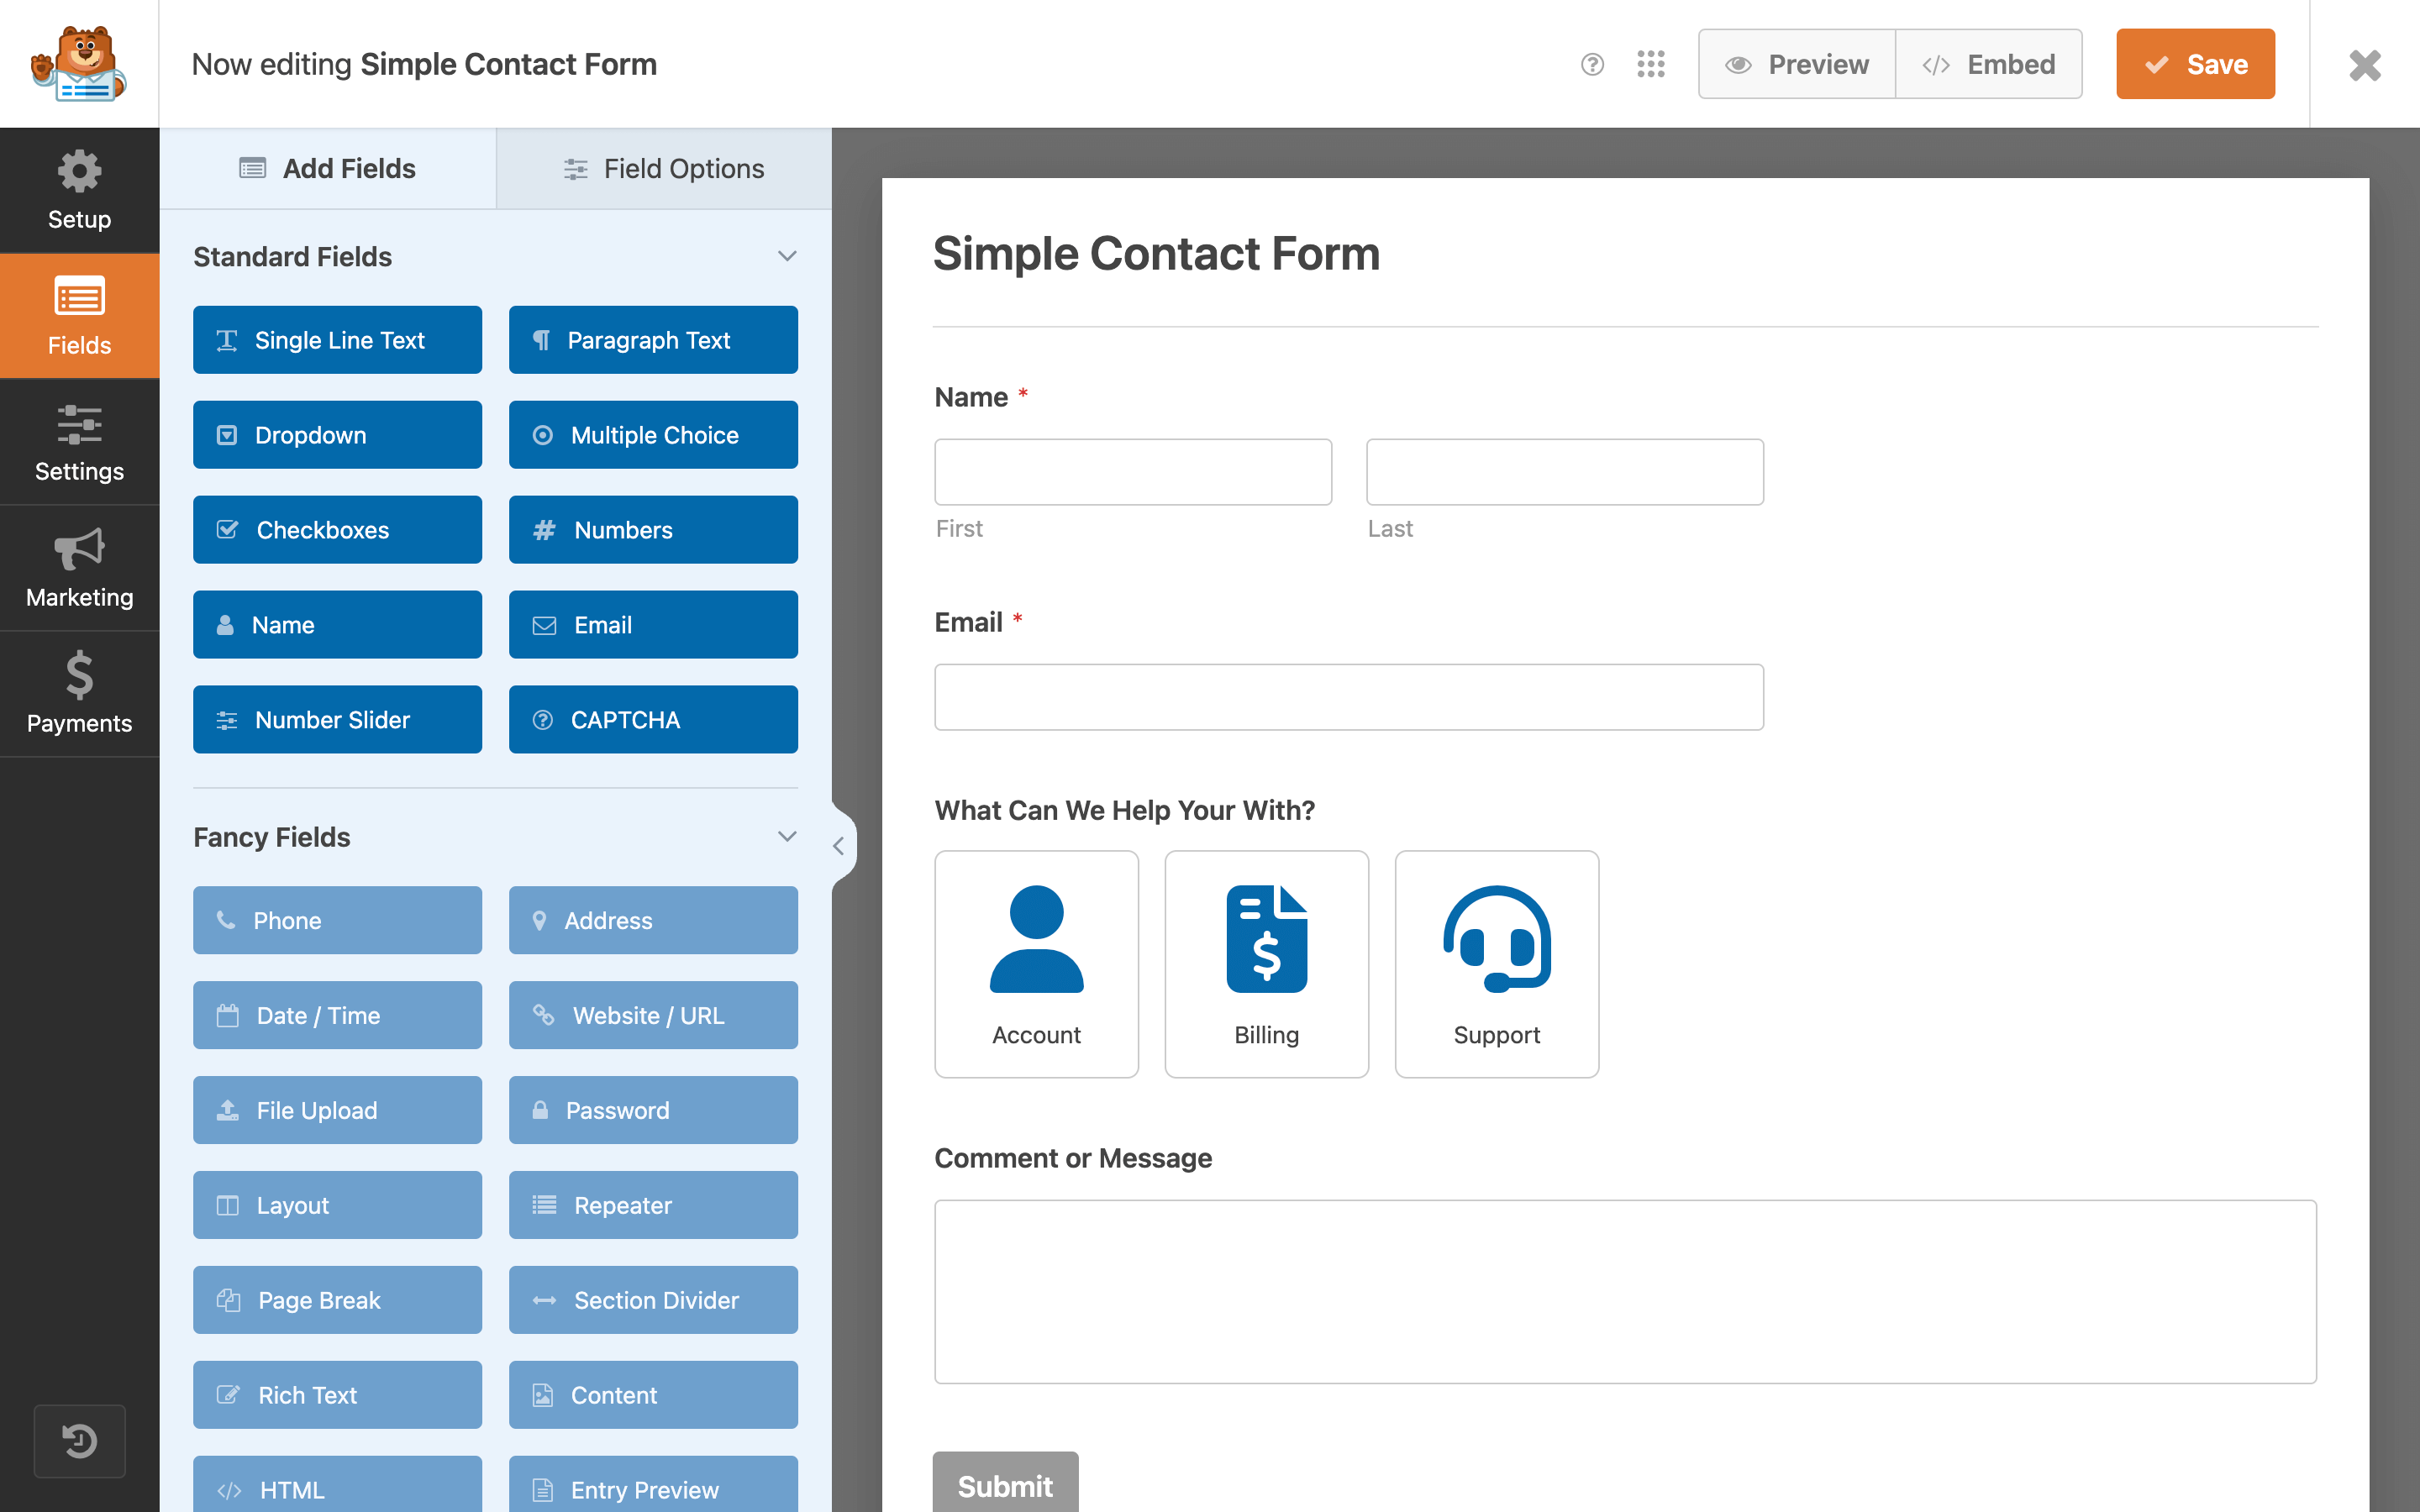 Now editing Simple Contact Form
Preview
Embed
Save
Setup
Fields
Settings
Marketing
Payments
Add Fields
Field Options
Standard Fields
Single Line Text
Paragraph Text
Dropdown
Multiple Choice
Checkboxes
Numbers
Name
Email
Number Slider
CAPTCHA
Fancy Fields
Phone
Address
Date / Time
Website / URL
File Upload
Password
Layout
Repeater
Page Break
Section Divider
Rich Text
Content
HTML
Entry Preview
Simple Contact Form
Name *
First
Last
Email *
What Can We Help Your With?
Account
Billing
Support
Comment or Message
Submit